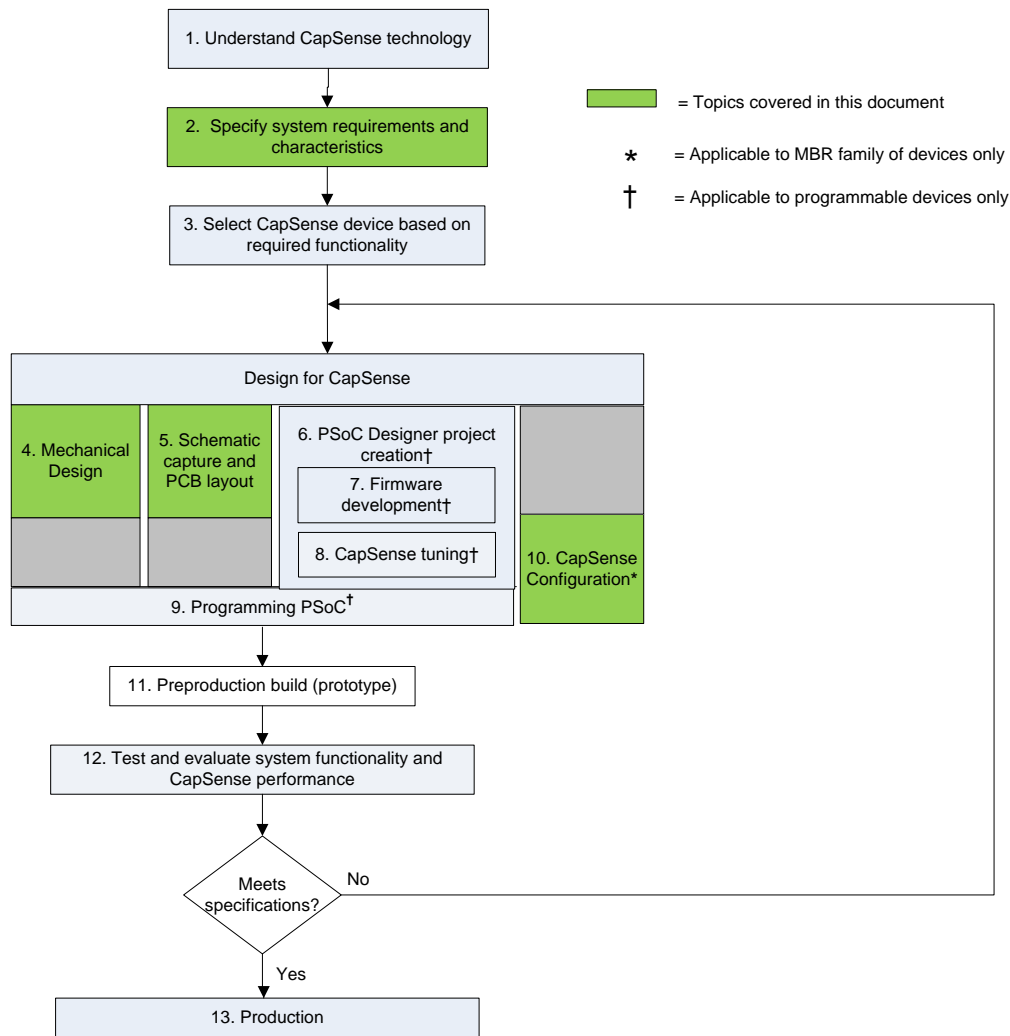 1. Understand CapSense technology
= Topics covered in this document
2. Specify system requirements and
characteristics
* = Applicable to MBR family of devices only
† = Applicable to programmable devices only
3. Select CapSense device based on
required functionality
Design for CapSense
4. Mechanical
Design
5. Schematic
capture and
PCB layout
6. PSoC Designer project
creation†
7. Firmware
development†
8. CapSense tuning†
10. CapSense
Configuration*
9. Programming PSoC†
11. Preproduction build (prototype)
12. Test and evaluate system functionality and
CapSense performance
Meets
specifications?
No
Yes
13. Production